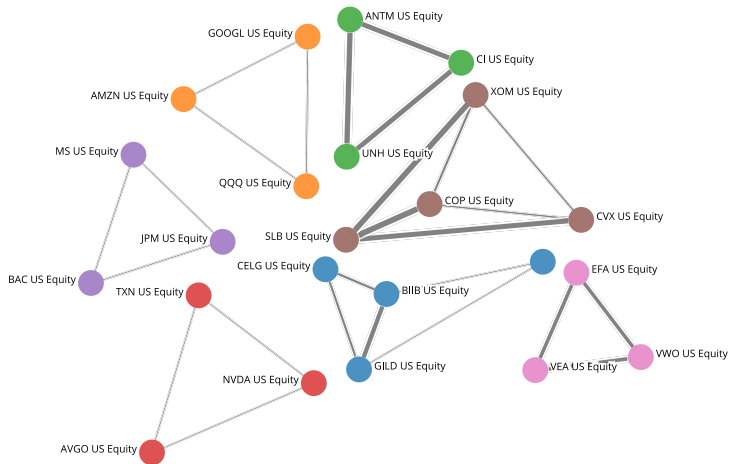 ANTM US Equity
GOOGL US Equity
CI US Equity
XOM US Equity
AMZN US Equity
MS US Equity
UNH US Equity
QQQ US Equity
COP US Equity
CVX US Equity
SLB US Equity
JPM US Equity
CELG US Equity
EFA US Equity
BAC US Equity
TXN US Equity
BIIB US Equity
VWO US Equity
GILD US Equity
VEA US Equity
NVDA US Equity
AVGO US Equity